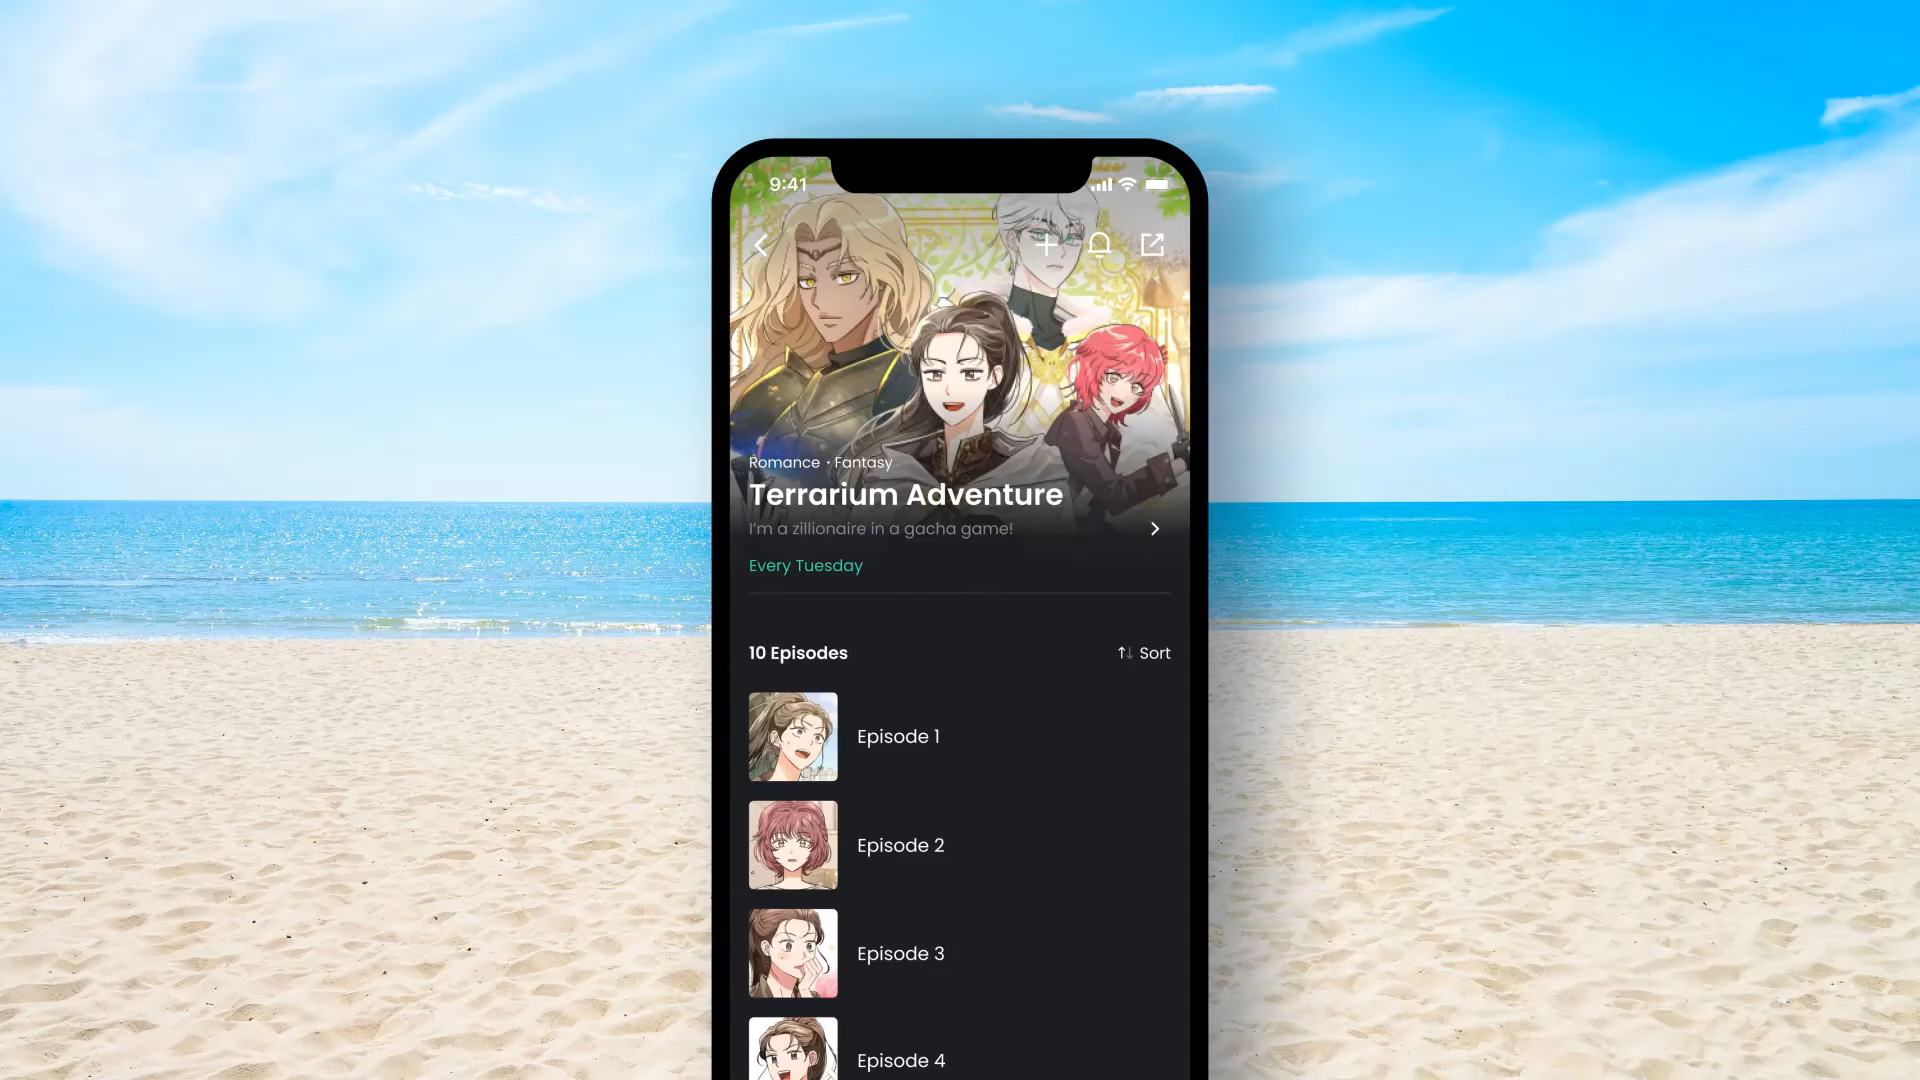 9:41
Romance · Fantasy
Terrarium Adventure
I'm a zillionaire in a gacha game!
Every Tuesday
10 Episodes
Sort
Episode 1
Episode 2
Episode 3
Episode 4